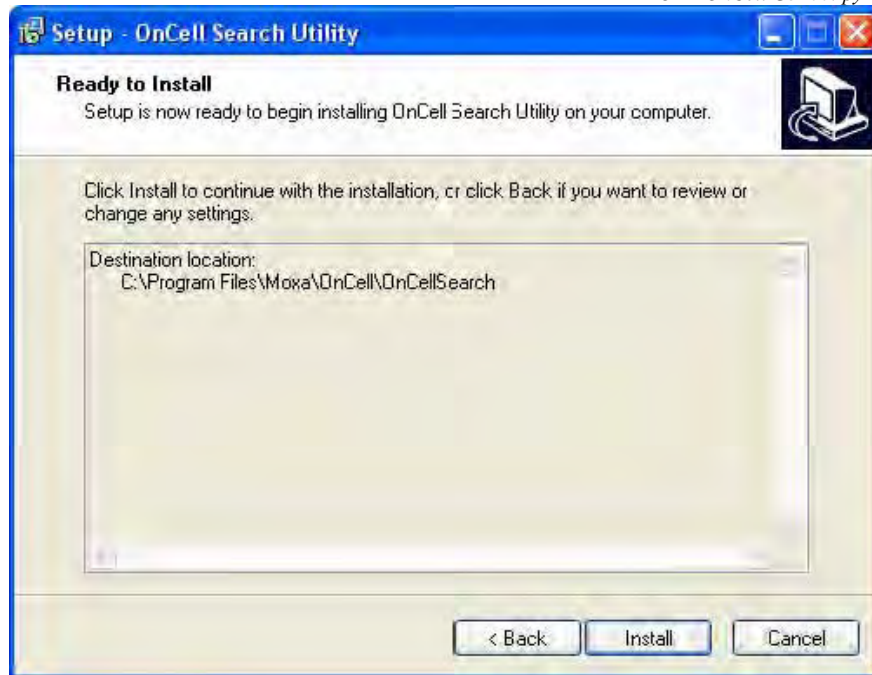 Setup - OnCell Search Utility
Ready to Install
Setup is now ready to begin installing OnCell Search Utility on your computer.
Click Install to continue with the installation, or click Back if you want to review or
change any settings.
Destination location:
C:\Program Files\Moxa\OnCell\OnCellSearch
< Back
Install
Cancel